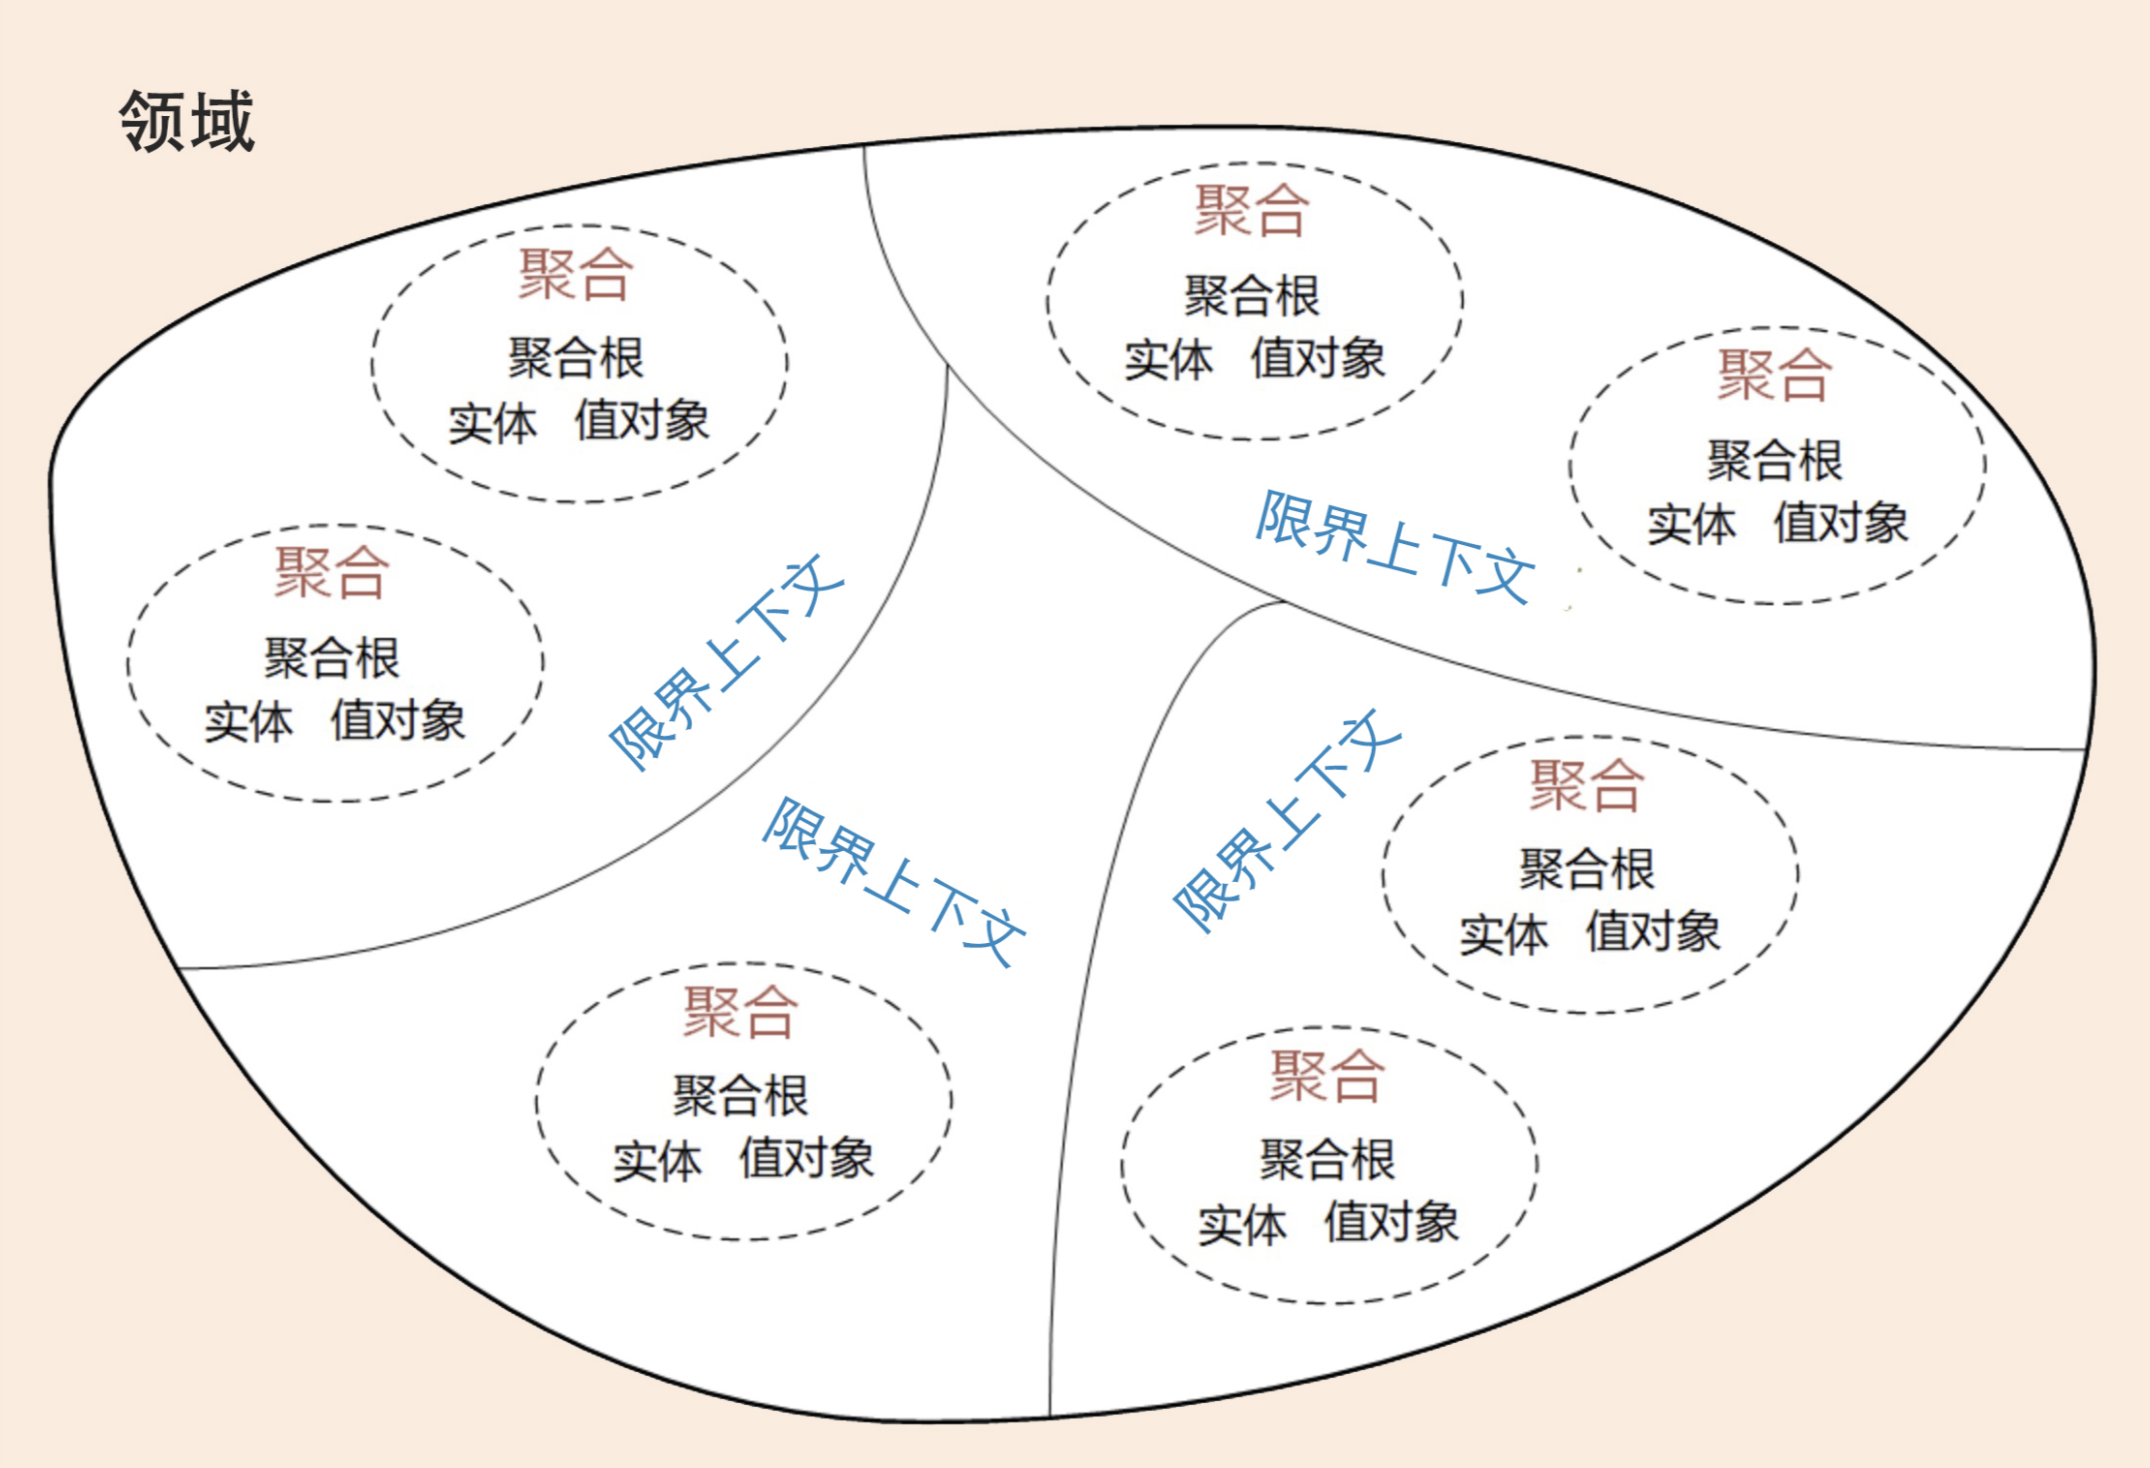 领域
聚合
聚合根
实体 值对象
聚合
聚合根
实体 值对象
限界上下文
聚合
聚合根
实体 值对象
聚合
聚合根
实体 值对象
限界上下文
限界上下文
聚合
聚合根
实体 值对象
限界上下文
聚合
聚合根
实体 值对象
聚合
聚合根
实体 值对象